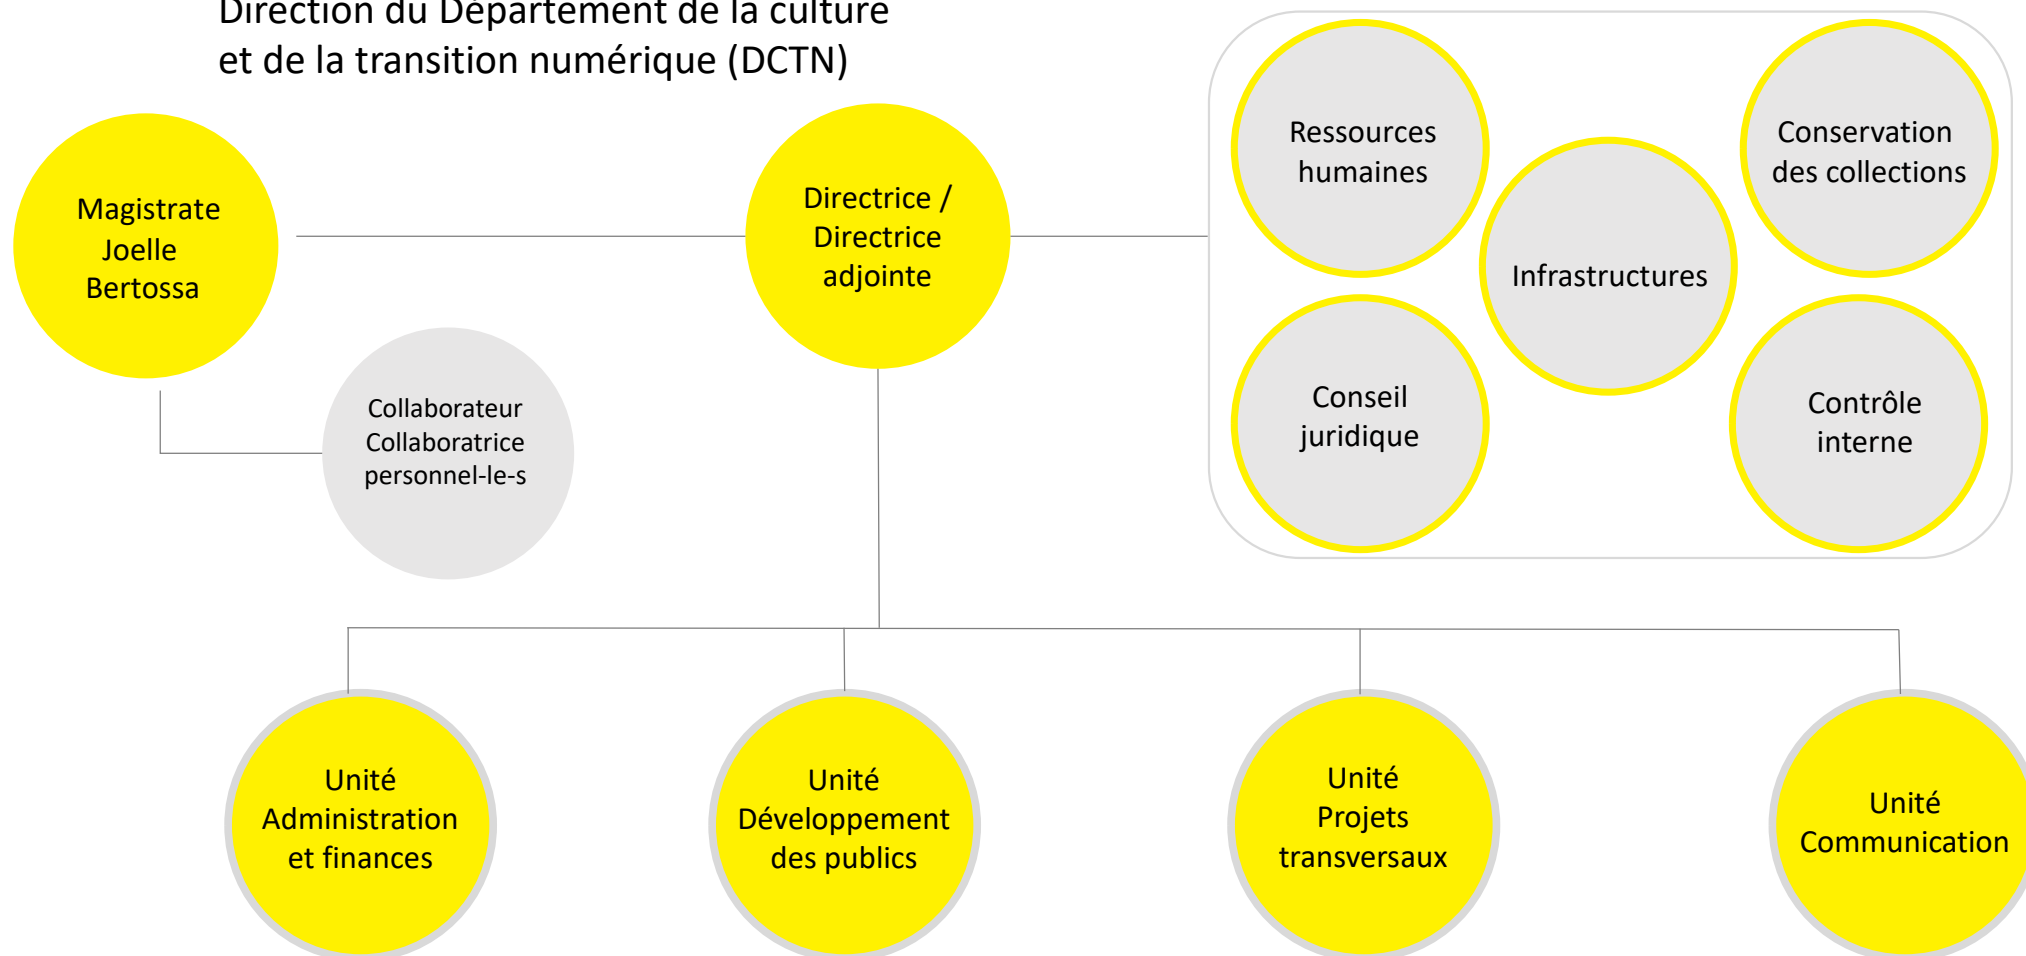 Direction du Département de la culture
et de la transition numérique (DCTN)
Magistrate
Joelle
Bertossa
Directrice /
Directrice
adjointe
Ressources
humaines
Conservation
des collections
Infrastructures
Conseil
juridique
Contrôle
interne
Collaborateur
Collaboratrice
personnel-le-s
Unité
Administration
et finances
Unité
Développement
des publics
Unité
Projets
transversaux
Unité
Communication